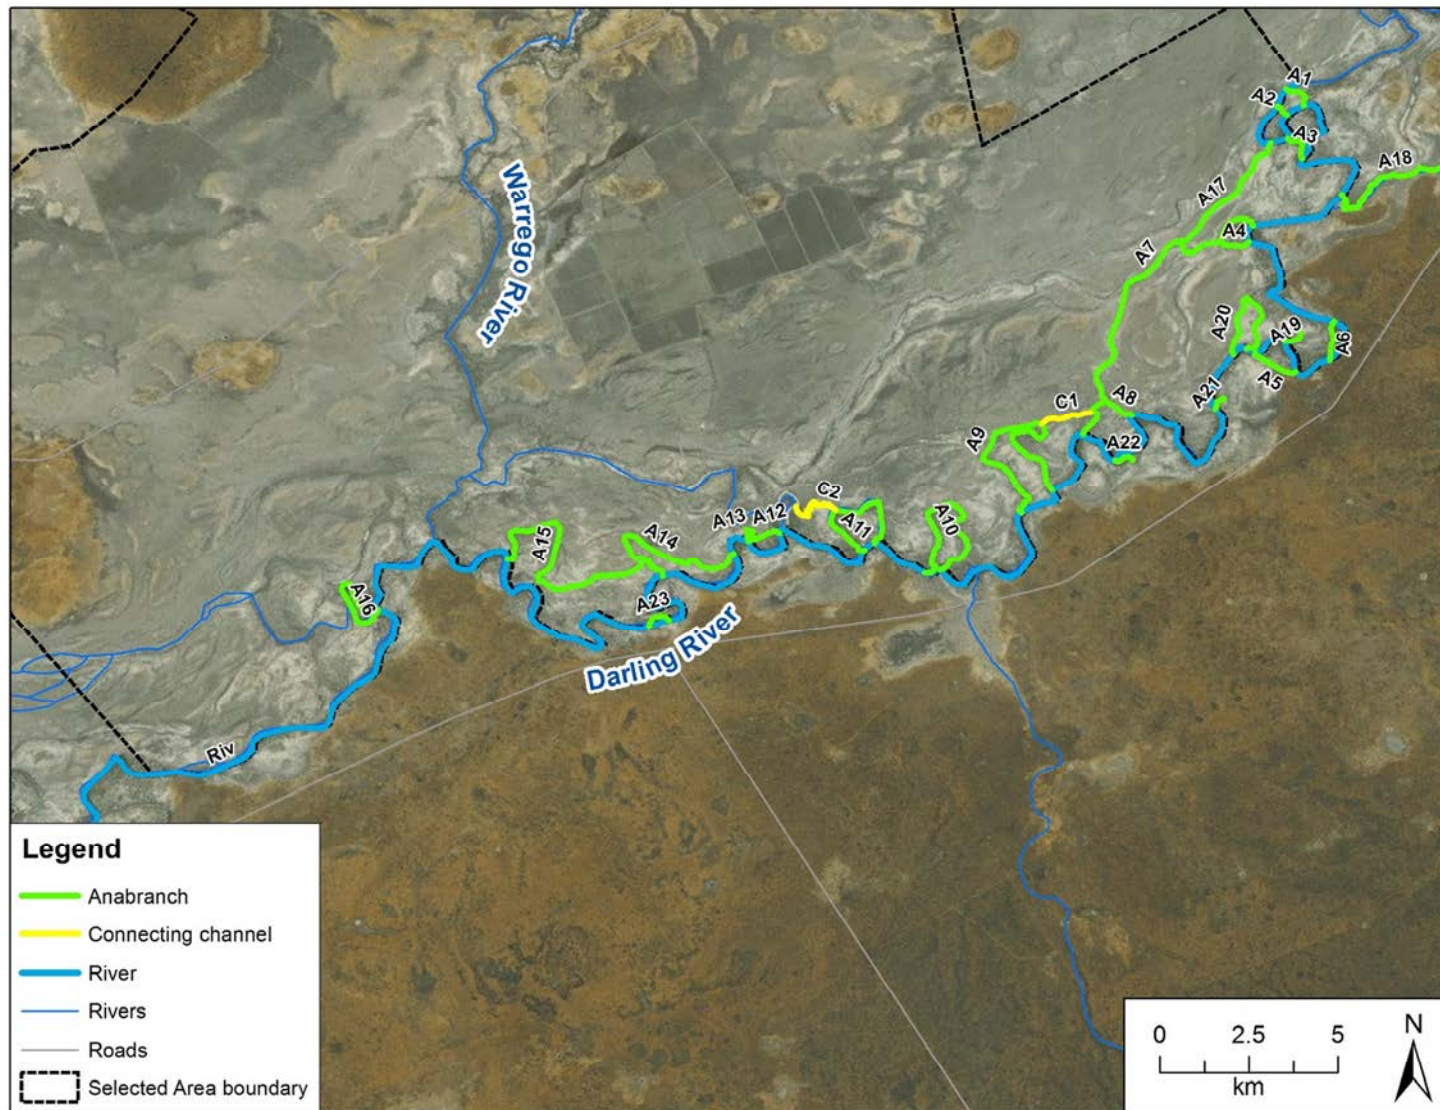 A1
A2
A3
A18
A17
A4
A7
Warrego River
A20
A19
A6
A5
A21
A8
C1
A9
A22
C2
A13
A12
A11
A10
A15
A14
A16
A23
Darling River
Riv
Legend
Anabranch
Connecting channel
River
Rivers
Roads
Selected Area boundary
0 2.5 5
km
N